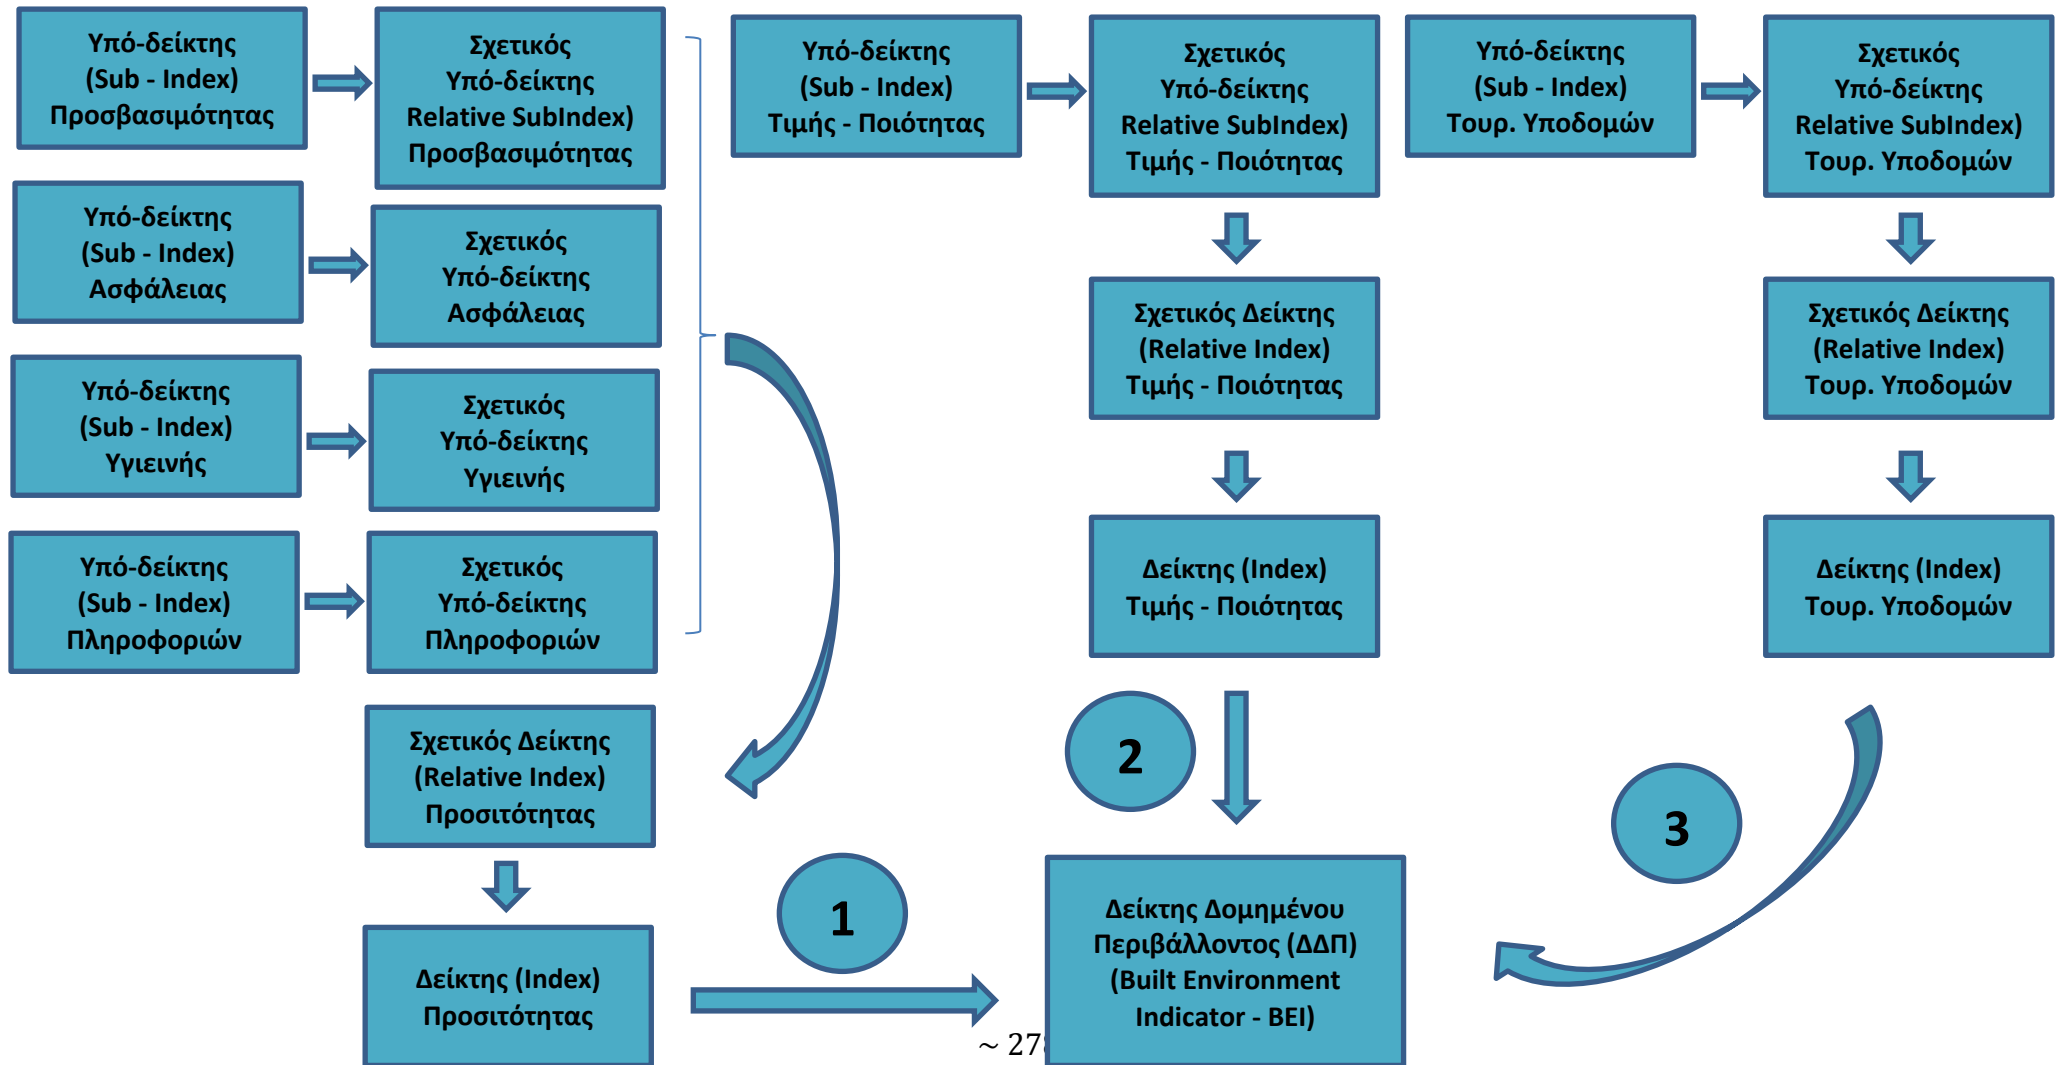 Υπό-δείκτης
(Sub - Index)
Προσβασιμότητας
Σχετικός
Υπό-δείκτης
Relative SubIndex)
Προσβασιμότητας
Υπό-δείκτης
(Sub - Index)
Ασφάλειας
Σχετικός
Υπό-δείκτης
Ασφάλειας
Υπό-δείκτης
(Sub - Index)
Υγιεινής
Σχετικός
Υπό-δείκτης
Υγιεινής
Υπό-δείκτης
(Sub - Index)
Πληροφοριών
Σχετικός
Υπό-δείκτης
Πληροφοριών
Σχετικός Δείκτης
(Relative Index)
Προσιτότητας
Δείκτης (Index)
Προσιτότητας
1
Υπό-δείκτης
(Sub - Index)
Τιμής - Ποιότητας
Σχετικός
Υπό-δείκτης
Relative SubIndex)
Τιμής - Ποιότητας
Σχετικός Δείκτης
(Relative Index)
Τιμής - Ποιότητας
Δείκτης (Index)
Τιμής - Ποιότητας
2
Υπό-δείκτης
(Sub - Index)
Τουρ. Υποδομών
Σχετικός
Υπό-δείκτης
Relative SubIndex)
Τουρ. Υποδομών
Σχετικός Δείκτης
(Relative Index)
Τουρ. Υποδομών
Δείκτης (Index)
Τουρ. Υποδομών
3
Δείκτης Δομημένου
Περιβάλλοντος (ΔΔΠ)
(Built Environment
Indicator - BEI)